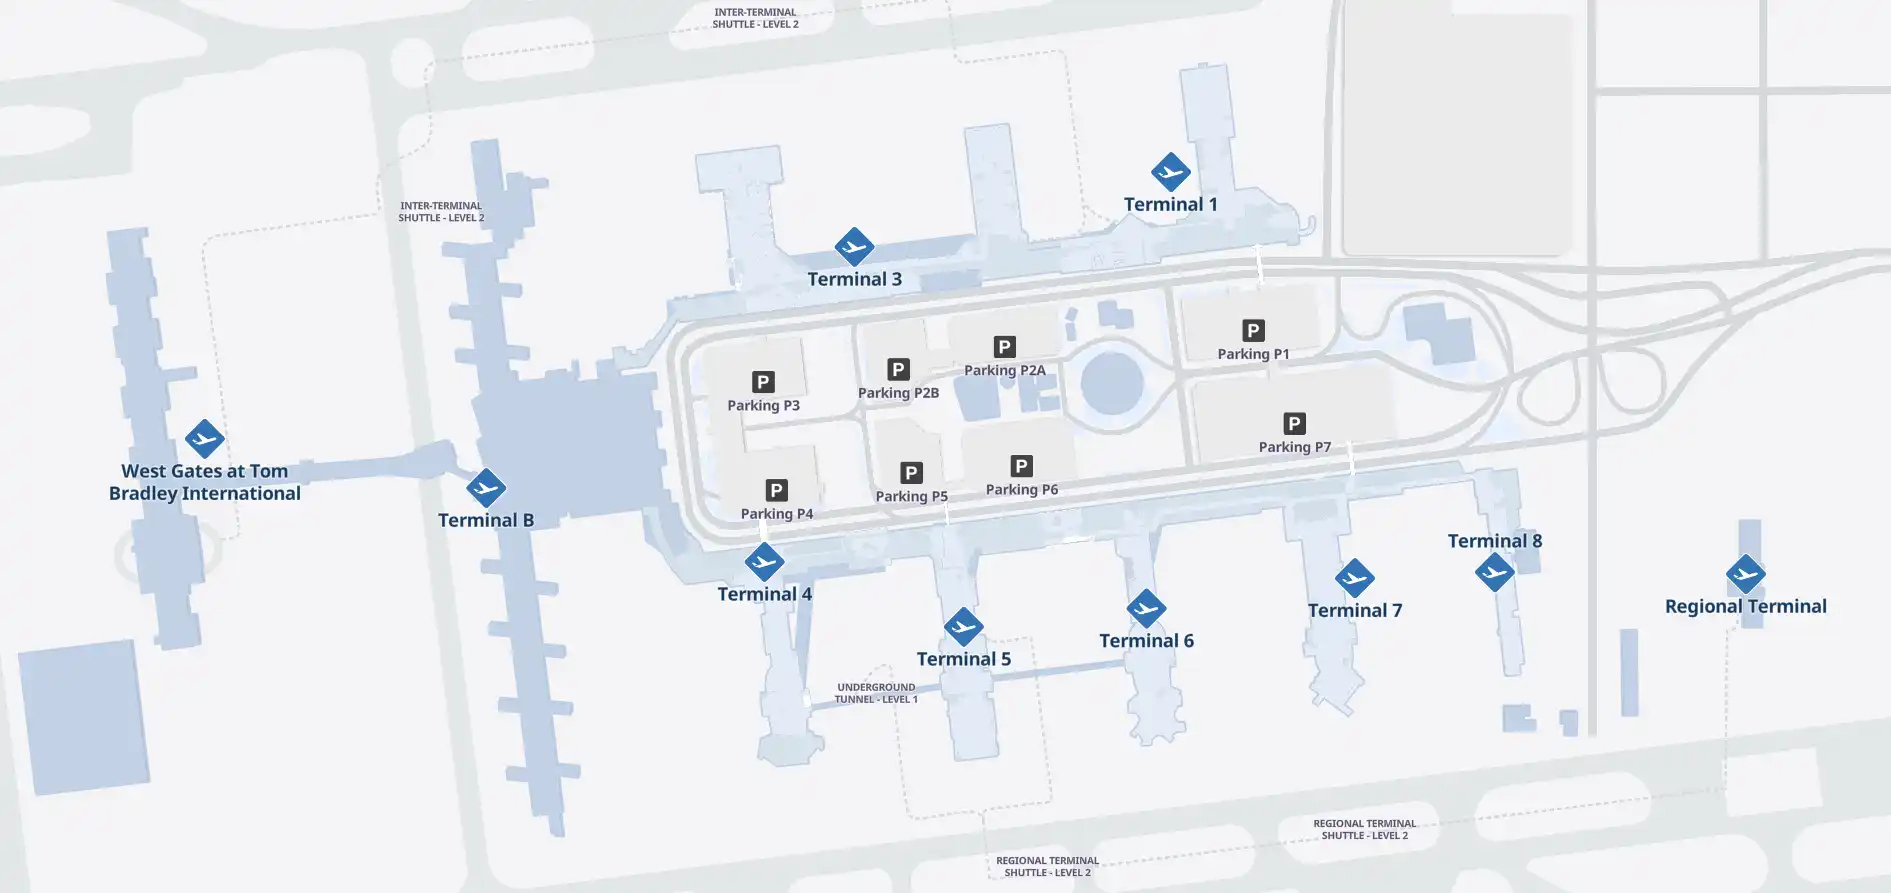 INTER-TERMINAL
SHUTTLE - LEVEL 2
INTER-TERMINAL
SHUTTLE - LEVEL 2
Terminal 1
Terminal 3
P
Parking P1
P
Parking P2A
P
Parking P2B
P
Parking P3
P
Parking P7
West Gates at Tom
Bradley International
Terminal B
P
Parking P4
P
Parking P5
P
Parking P6
Terminal 4
Terminal 5
Terminal 6
Terminal 7
Terminal 8
Regional Terminal
UNDERGROUND
TUNNEL - LEVEL 1
REGIONAL TERMINAL
SHUTTLE - LEVEL 2
REGIONAL TERMINAL
SHUTTLE - LEVEL 2